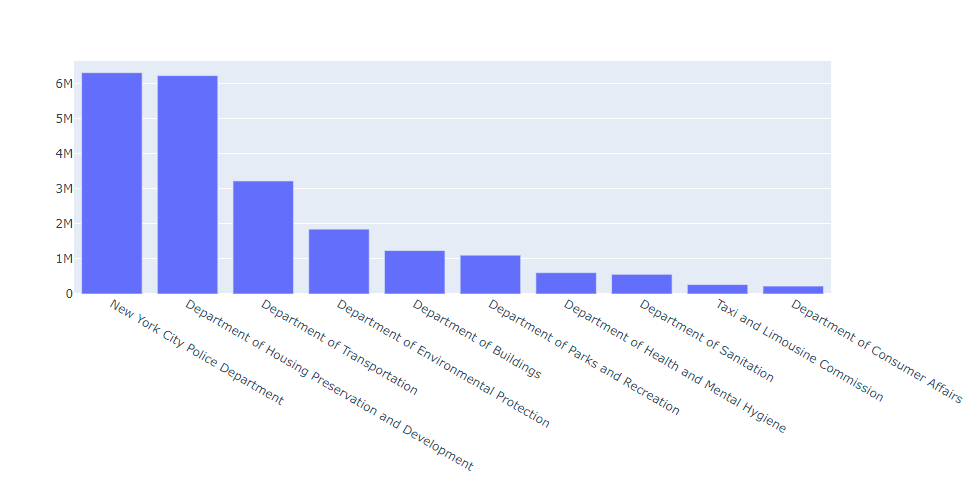 6M
5M
4M
3M
2M
1M
0
New York City Police Department
Department of Housing Preservation and Development
Department of Transportation
Department of Environmental Protection
Department of Buildings
Department of Parks and Recreation
Department of Health and Mental Hygiene
Department of Sanitation
Taxi and Limousine Commission
Department of Consumer Affairs